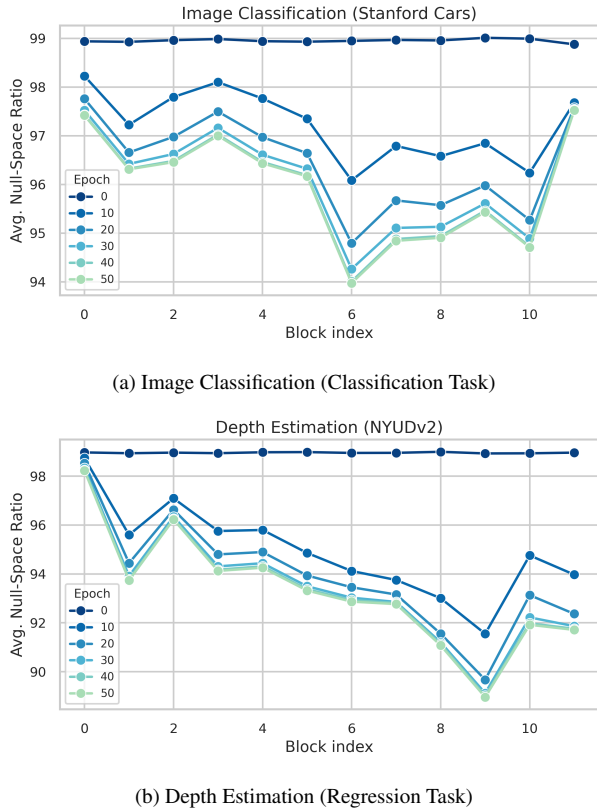 Image Classification (Stanford Cars)
99
98
97
96
95
94
Avg. Null-Space Ratio
Epoch
0
10
20
30
40
50
0 2 4 6 8 10
Block index
(a) Image Classification (Classification Task)
Depth Estimation (NYUDv2)
98
96
94
92
90
Avg. Null-Space Ratio
Epoch
0
10
20
30
40
50
0 2 4 6 8 10
Block index
(b) Depth Estimation (Regression Task)